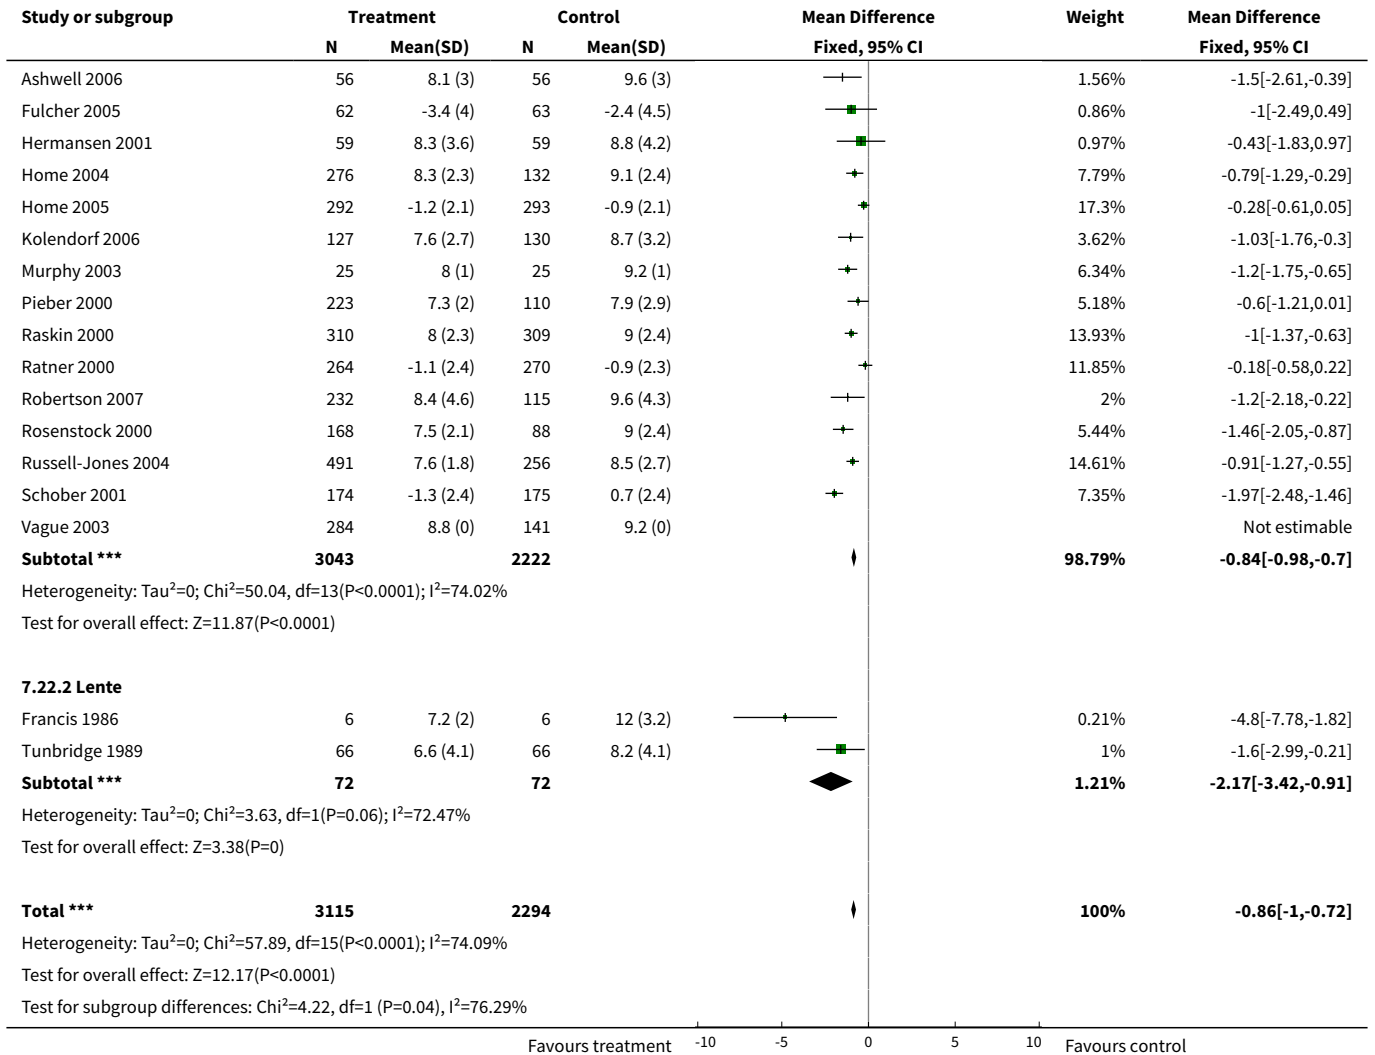 Study or subgroup Treatment Control Mean Difference Weight Mean Difference
N Mean(SD) N Mean(SD) Fixed, 95% CI Fixed, 95% CI
Ashwell 2006 56 8.1 (3) 56 9.6 (3) 1.56% -1.5[-2.61,-0.39]
Fulcher 2005 62 -3.4 (4) 63 -2.4 (4.5) 0.86% -1[-2.49,0.49]
Hermansen 2001 59 8.3 (3.6) 59 8.8 (4.2) 0.97% -0.43[-1.83,0.97]
Home 2004 276 8.3 (2.3) 132 9.1 (2.4) 7.79% -0.79[-1.29,-0.29]
Home 2005 292 -1.2 (2.1) 293 -0.9 (2.1) 17.3% -0.28[-0.61,0.05]
Kolendorf 2006 127 7.6 (2.7) 130 8.7 (3.2) 3.62% -1.03[-1.76,-0.3]
Murphy 2003 25 8 (1) 25 9.2 (1) 6.34% -1.2[-1.75,-0.65]
Pieber 2000 223 7.3 (2) 110 7.9 (2.9) 5.18% -0.6[-1.21,0.01]
Raskin 2000 310 8 (2.3) 309 9 (2.4) 13.93% -1[-1.37,-0.63]
Ratner 2000 264 -1.1 (2.4) 270 -0.9 (2.3) 11.85% -0.18[-0.58,0.22]
Robertson 2007 232 8.4 (4.6) 115 9.6 (4.3) 2% -1.2[-2.18,-0.22]
Rosenstock 2000 168 7.5 (2.1) 88 9 (2.4) 5.44% -1.46[-2.05,-0.87]
Russell-Jones 2004 491 7.6 (1.8) 256 8.5 (2.7) 14.61% -0.91[-1.27,-0.55]
Schober 2001 174 -1.3 (2.4) 175 0.7 (2.4) 7.35% -1.97[-2.48,-1.46]
Vague 2003 284 8.8 (0) 141 9.2 (0) Not estimable
Subtotal *** 3043 2222 98.79% -0.84[-0.98,-0.7]
Heterogeneity: Tau²=0; Chi²=50.04, df=13(P<0.0001); I²=74.02%
Test for overall effect: Z=11.87(P<0.0001)
7.22.2 Lente
Francis 1986 6 7.2 (2) 6 12 (3.2) 0.21% -4.8[-7.78,-1.82]
Tunbridge 1989 66 6.6 (4.1) 66 8.2 (4.1) 1% -1.6[-2.99,-0.21]
Subtotal *** 72 72 1.21% -2.17[-3.42,-0.91]
Heterogeneity: Tau²=0; Chi²=3.63, df=1(P=0.06); I²=72.47%
Test for overall effect: Z=3.38(P=0)
Total *** 3115 2294 100% -0.86[-1,-0.72]
Heterogeneity: Tau²=0; Chi²=57.89, df=15(P<0.0001); I²=74.09%
Test for overall effect: Z=12.17(P<0.0001)
Test for subgroup differences: Chi²=4.22, df=1 (P=0.04), I²=76.29%
Favours treatment -10 -5 0 5 10 Favours control